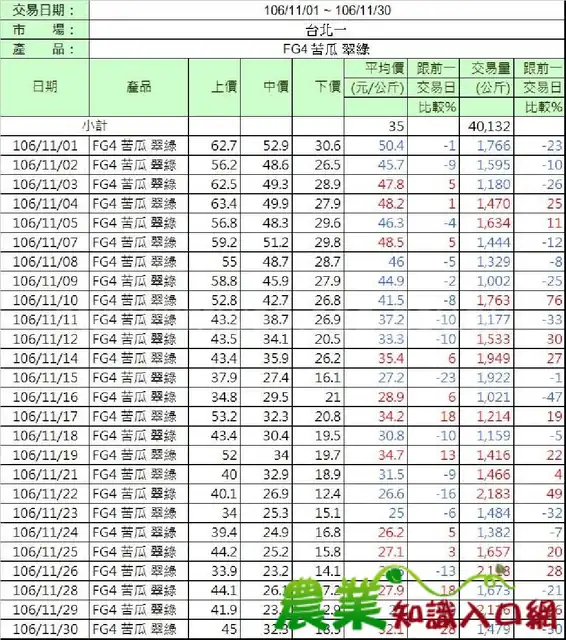 交易日期： 106/11/01 ~ 106/11/30
市 場： 台北一
產 品： FG4 苦瓜 翠綠
日期 產品 上價 中價 下價 平均價 (元/公斤) 跟前一交易日比較% 交易量 (公斤) 跟前一交易日比較%
小計 35 40,132
106/11/01 FG4 苦瓜 翠綠 62.7 52.9 30.6 50.4 -1 1,766 -23
106/11/02 FG4 苦瓜 翠綠 56.2 48.6 26.5 45.7 -9 1,595 -10
106/11/03 FG4 苦瓜 翠綠 62.5 49.3 28.9 47.8 5 1,180 -26
106/11/04 FG4 苦瓜 翠綠 63.4 49.9 27.9 48.2 1 1,470 25
106/11/05 FG4 苦瓜 翠綠 56.8 48.3 29.6 46.3 -4 1,634 11
106/11/07 FG4 苦瓜 翠綠 59.2 51.2 29.8 48.5 5 1,444 -12
106/11/08 FG4 苦瓜 翠綠 55 48.7 28.7 46 -5 1,329 -8
106/11/09 FG4 苦瓜 翠綠 58.8 45.9 27.9 44.9 -2 1,002 -25
106/11/10 FG4 苦瓜 翠綠 52.8 42.7 26.8 41.5 -8 1,763 76
106/11/11 FG4 苦瓜 翠綠 43.2 38.7 26.9 37.2 -10 1,177 -33
106/11/12 FG4 苦瓜 翠綠 43.5 34.1 20.5 33.3 -10 1,533 30
106/11/14 FG4 苦瓜 翠綠 43.4 35.9 26.2 35.4 6 1,949 27
106/11/15 FG4 苦瓜 翠綠 37.9 27.4 16.1 27.2 -23 1,922 -1
106/11/16 FG4 苦瓜 翠綠 34.8 29.5 21 28.9 6 1,021 -47
106/11/17 FG4 苦瓜 翠綠 53.2 32.3 20.8 34.2 18 1,214 19
106/11/18 FG4 苦瓜 翠綠 43.4 30.4 19.5 30.8 -10 1,159 -5
106/11/19 FG4 苦瓜 翠綠 52 34 19.7 34.7 13 1,416 22
106/11/21 FG4 苦瓜 翠綠 40 32.9 18.9 31.5 -9 1,466 4
106/11/22 FG4 苦瓜 翠綠 40.1 26.9 12.4 26.6 -16 2,183 49
106/11/23 FG4 苦瓜 翠綠 34 25.3 15.1 25 -6 1,484 -32
106/11/24 FG4 苦瓜 翠綠 39.4 24.9 16.8 26.2 5 1,382 -7
106/11/25 FG4 苦瓜 翠綠 44.2 25.2 15.8 27.1 3 1,657 20
106/11/26 FG4 苦瓜 翠綠 33.9 23.2 14.1 -13 28
106/11/28 FG4 苦瓜 翠綠 44.1 27.9 18 1,673 -21
106/11/29 FG4 苦瓜 翠綠 41.9
106/11/30 FG4 苦瓜 翠綠 45 1,479
農業知識入口網